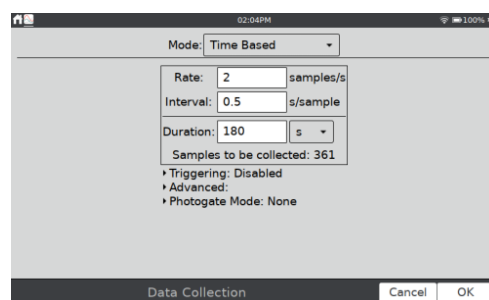 02:04PM 100%
Mode: Time Based
Rate: 2 samples/s
Interval: 0.5 s/sample
Duration: 180 s
Samples to be collected: 361
Triggering: Disabled
Advanced:
Photogate Mode: None
Data Collection Cancel OK